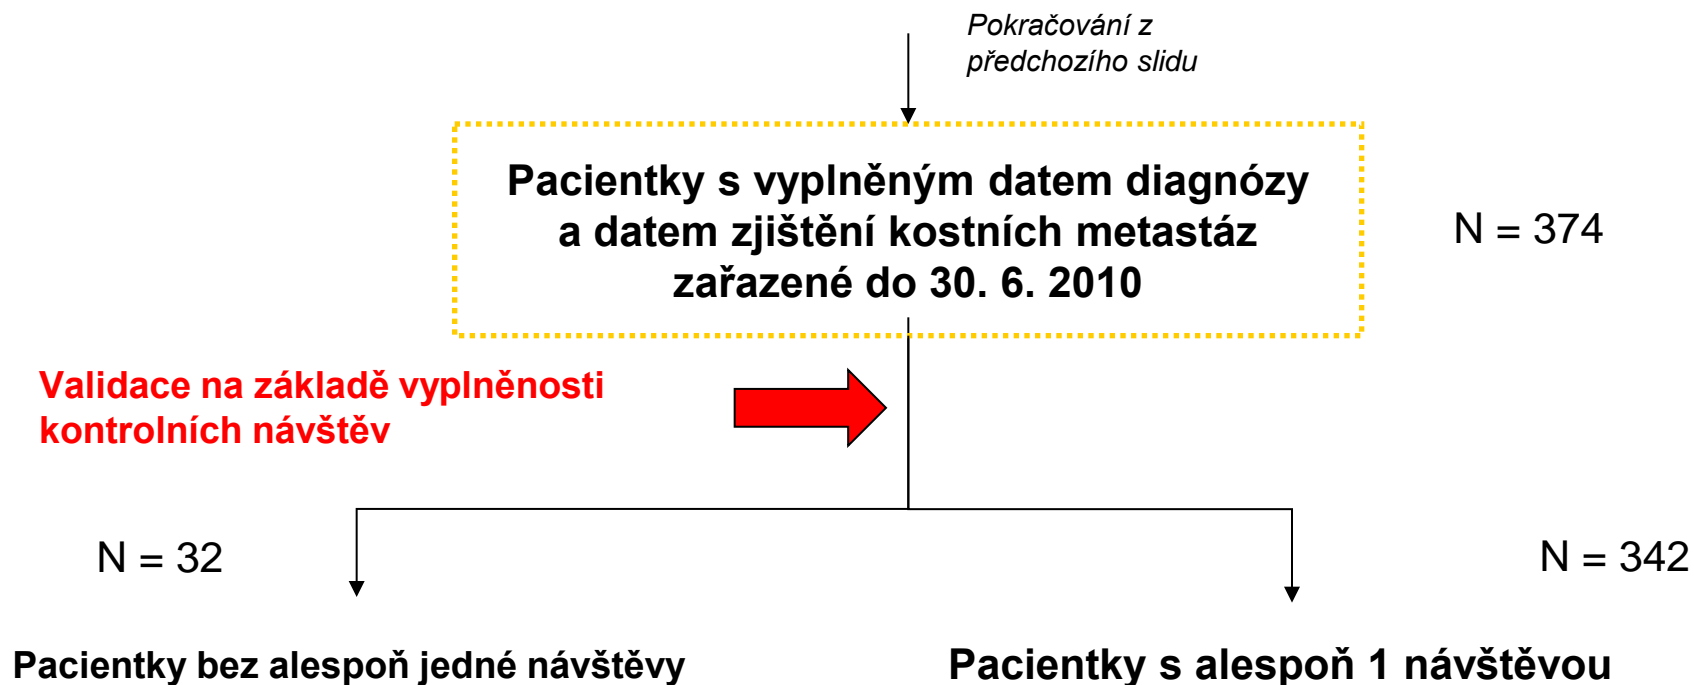 Pokračování z
předchozího slidu
Pacientky s vyplněným datem diagnózy
a datem zjištění kostních metastáz
zařazené do 30. 6. 2010
N = 374
Validace na základě vyplněnosti
kontrolních návštěv
N = 32
N = 342
Pacientky bez alespoň jedné návštěvy
Pacientky s alespoň 1 návštěvou